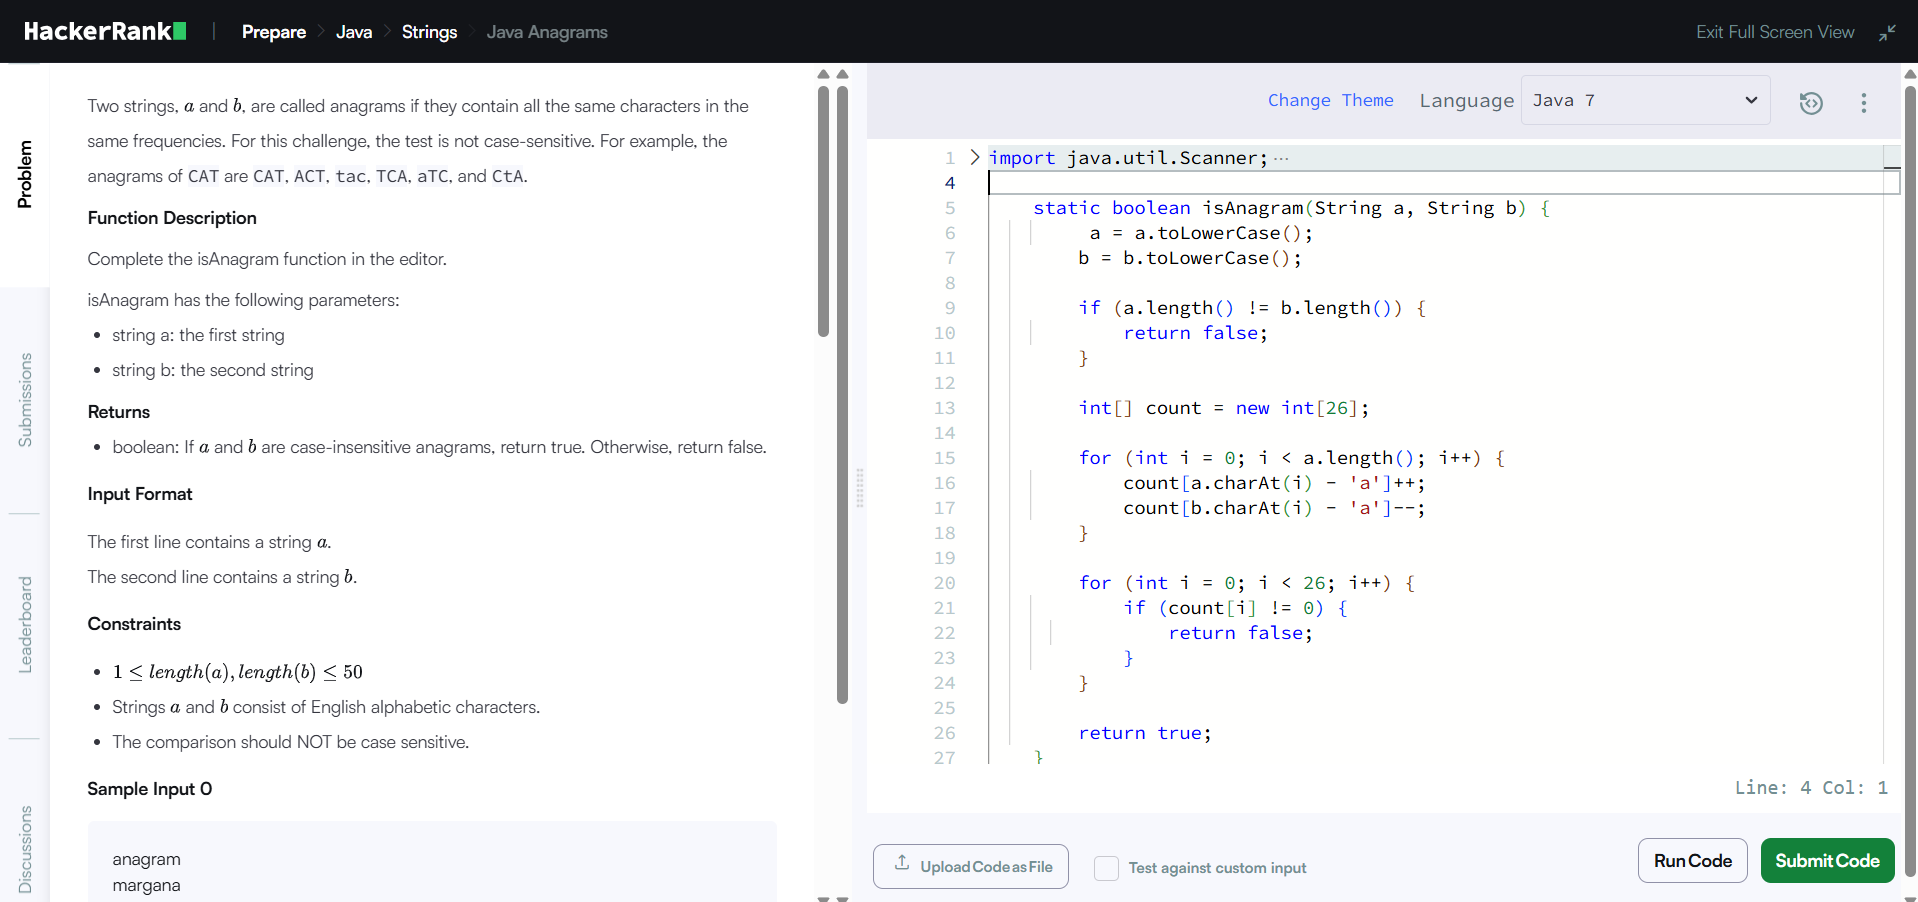 HackerRank | Prepare > Java > Strings > Java Anagrams Exit Full Screen View
Problem
Submissions
Leaderboard
Discussions
Two strings, a and b, are called anagrams if they contain all the same characters in the
same frequencies. For this challenge, the test is not case-sensitive. For example, the
anagrams of CAT are CAT, ACT, tac, TCA, aTC, and CtA.
Function Description
Complete the isAnagram function in the editor.
isAnagram has the following parameters:
• string a: the first string
• string b: the second string
Returns
• boolean: If a and b are case-insensitive anagrams, return true. Otherwise, return false.
Input Format
The first line contains a string a.
The second line contains a string b.
Constraints
• 1 ≤ length(a), length(b) ≤ 50
• Strings a and b consist of English alphabetic characters.
• The comparison should NOT be case sensitive.
Sample Input 0
anagram
margana
Change Theme Language Java 7
1 import java.util.Scanner; ···
4
5 static boolean isAnagram(String a, String b) {
6 a = a.toLowerCase();
7 b = b.toLowerCase();
8
9 if (a.length() != b.length()) {
10 return false;
11 }
12
13 int[] count = new int[26];
14
15 for (int i = 0; i < a.length(); i++) {
16 count[a.charAt(i) - 'a']++;
17 count[b.charAt(i) - 'a']--;
18 }
19
20 for (int i = 0; i < 26; i++) {
21 if (count[i] != 0) {
22 return false;
23 }
24 }
25
26 return true;
27 }
Line: 4 Col: 1
Upload Code as File Test against custom input Run Code Submit Code